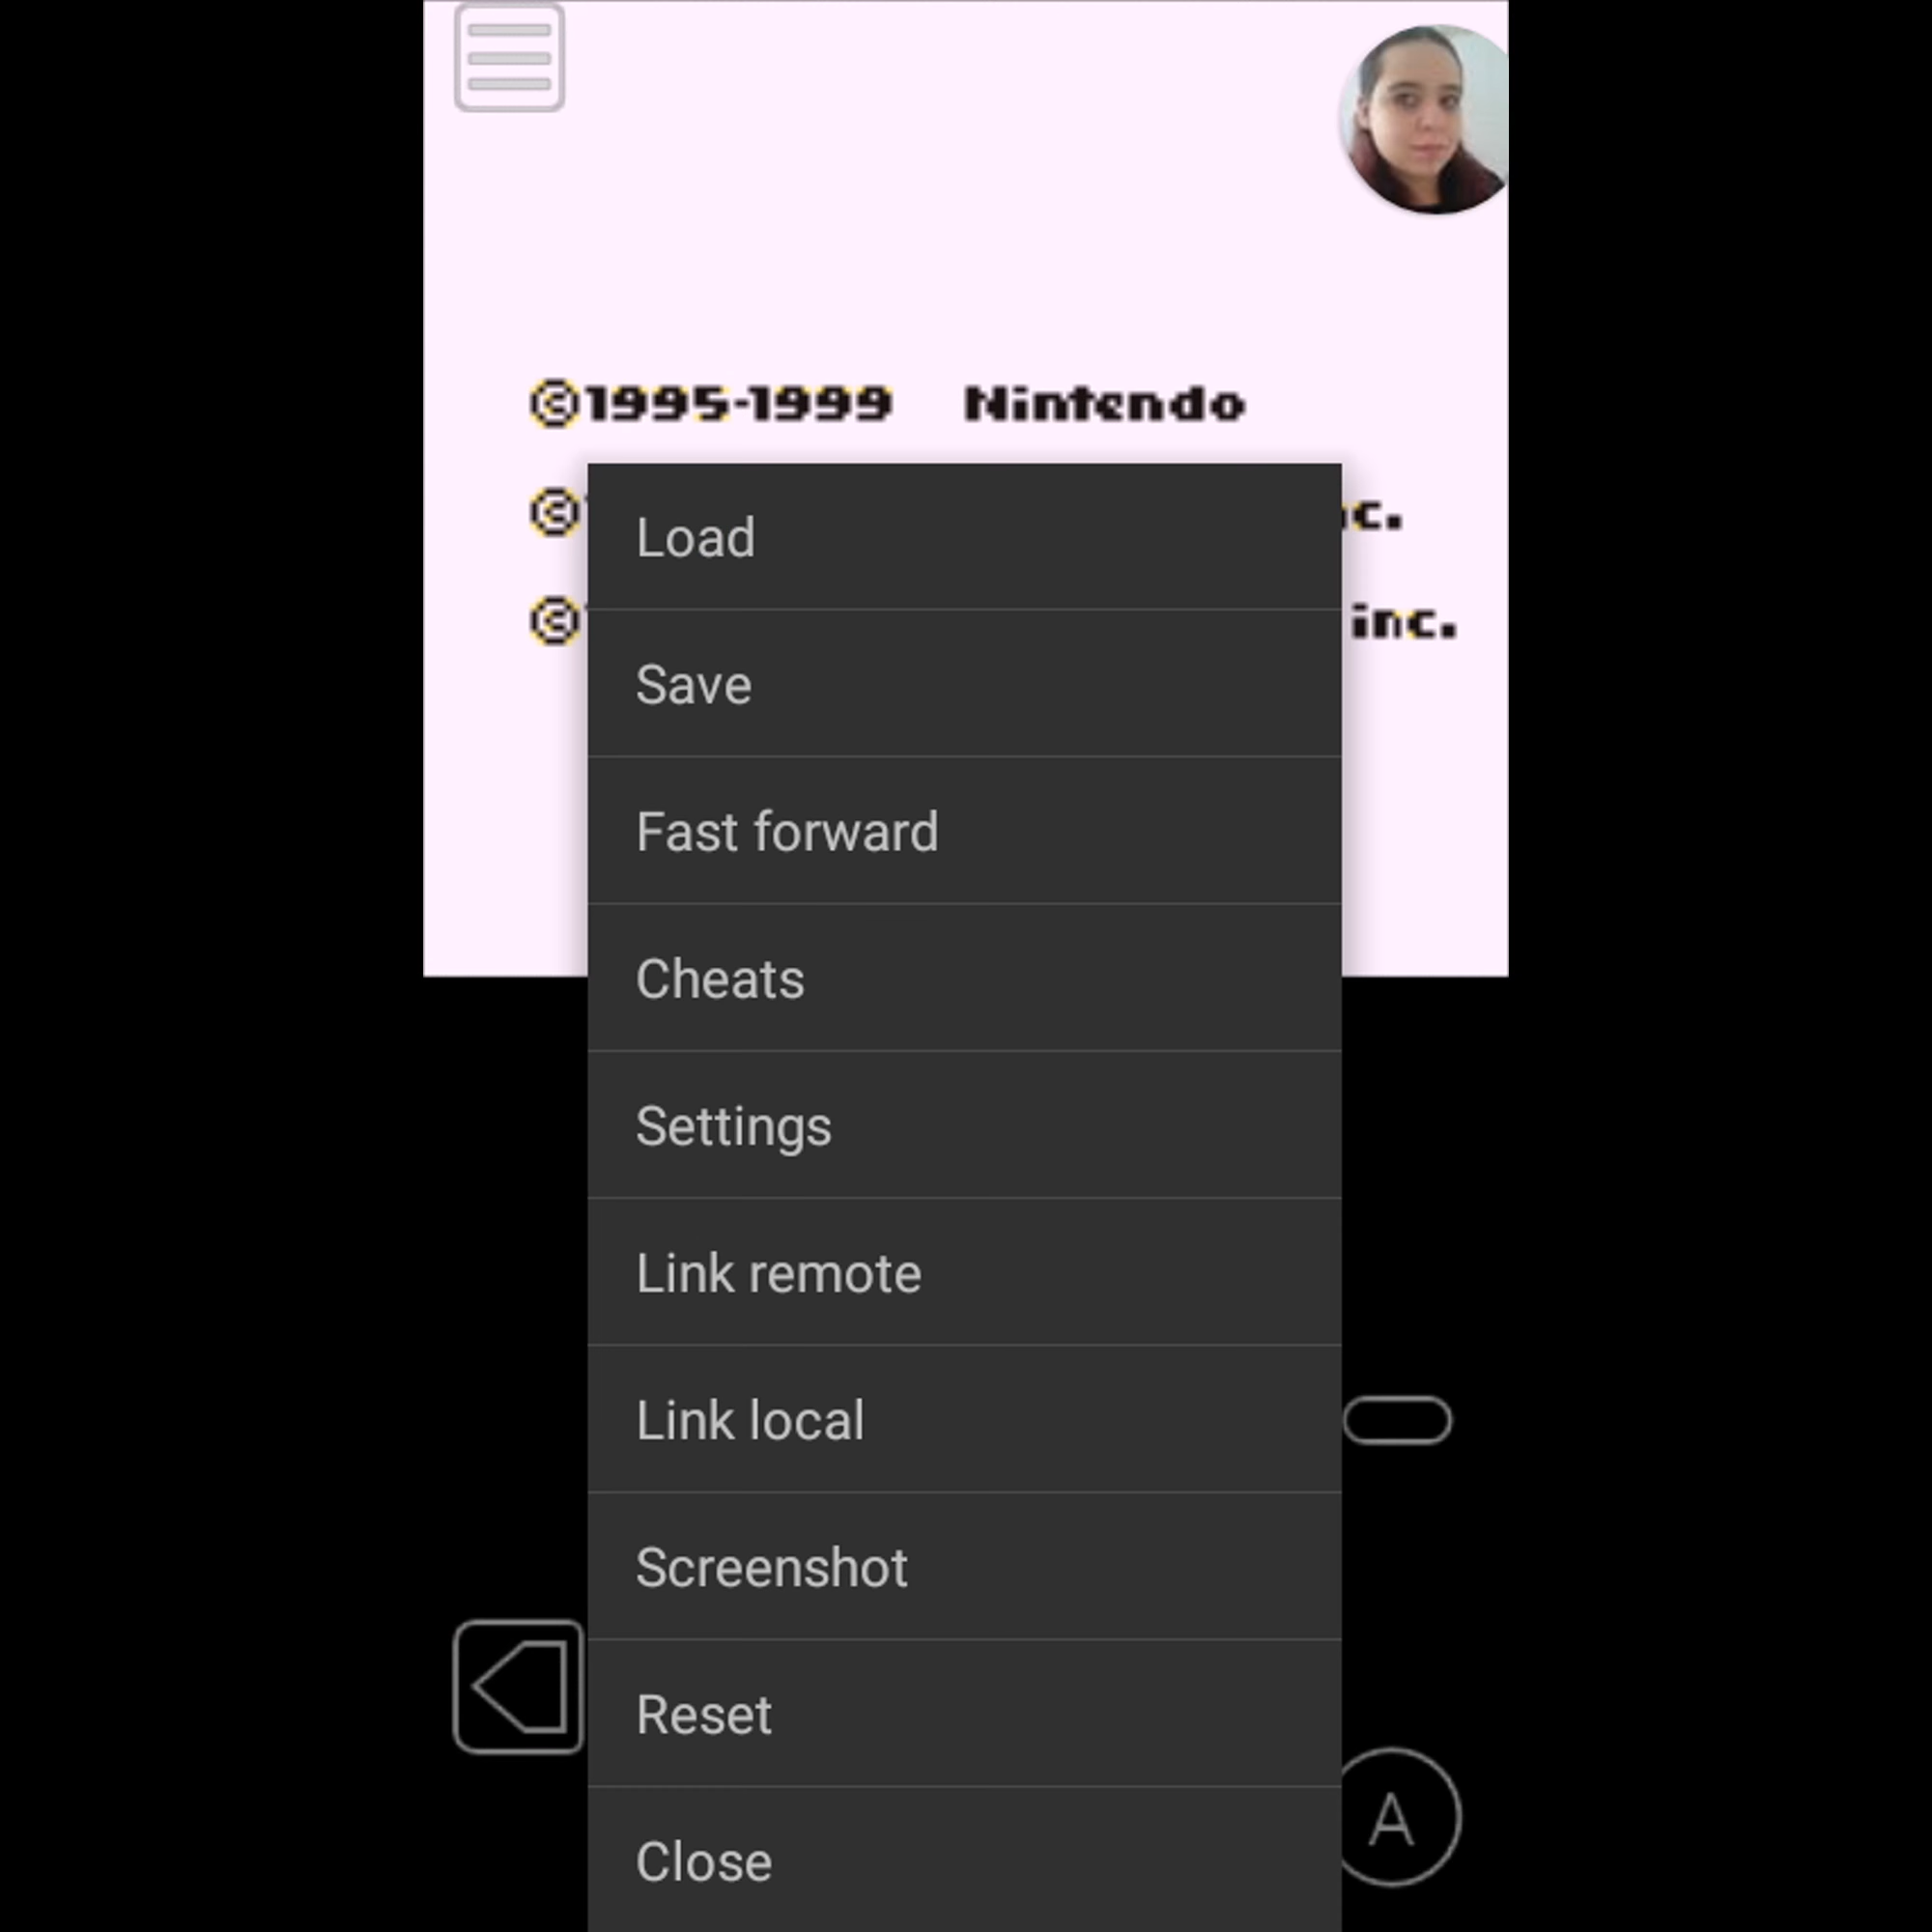 ©1995-1999 Nintendo
© c.
© inc.
Load
Save
Fast forward
Cheats
Settings
Link remote
Link local
Screenshot
Reset
Close
A